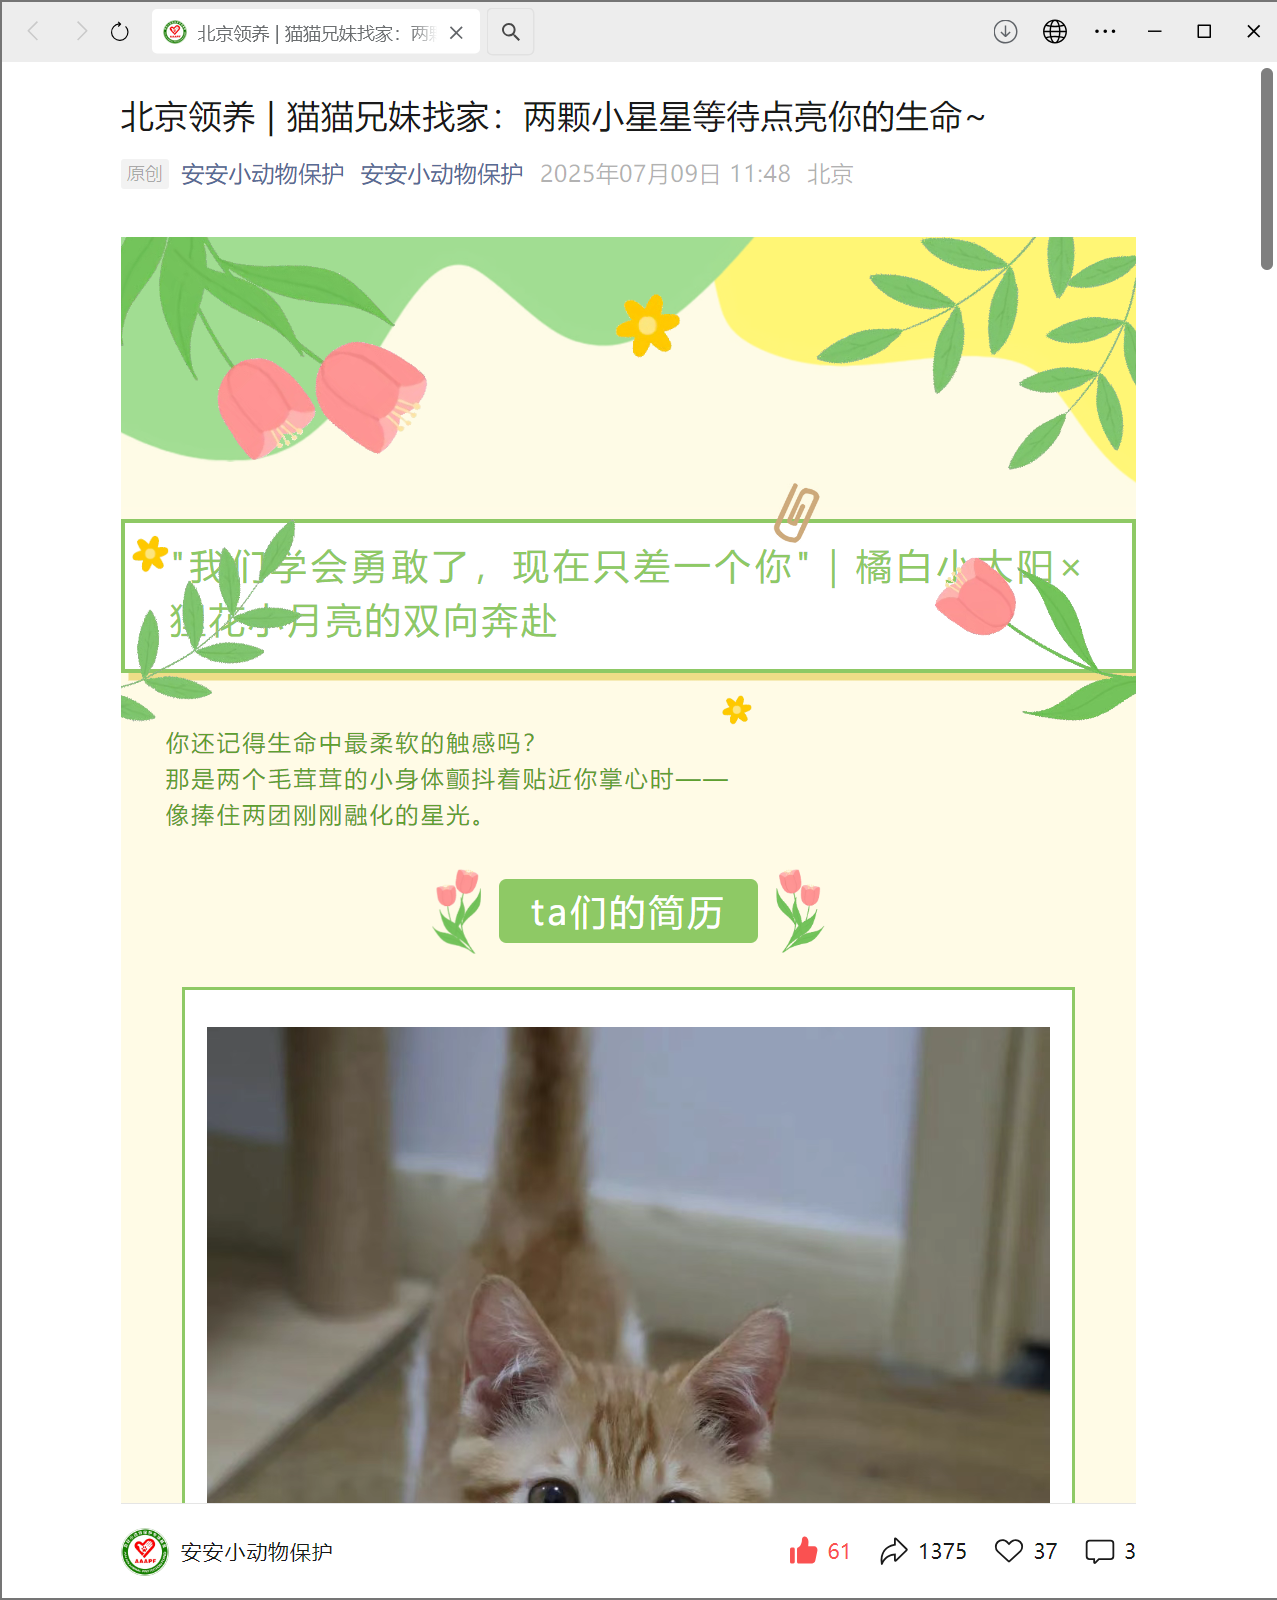 北京领养 | 猫猫兄妹找家：两
北京领养 | 猫猫兄妹找家：两颗小星星等待点亮你的生命~
原创 安安小动物保护 安安小动物保护 2025年07月09日 11:48 北京
"我们学会勇敢了，现在只差一个你" | 橘白小太阳×
狸花小月亮的双向奔赴
你还记得生命中最柔软的触感吗？
那是两个毛茸茸的小身体颤抖着贴近你掌心时——
像捧住两团刚刚融化的星光。
ta们的简历
安安小动物保护 61 1375 37 3